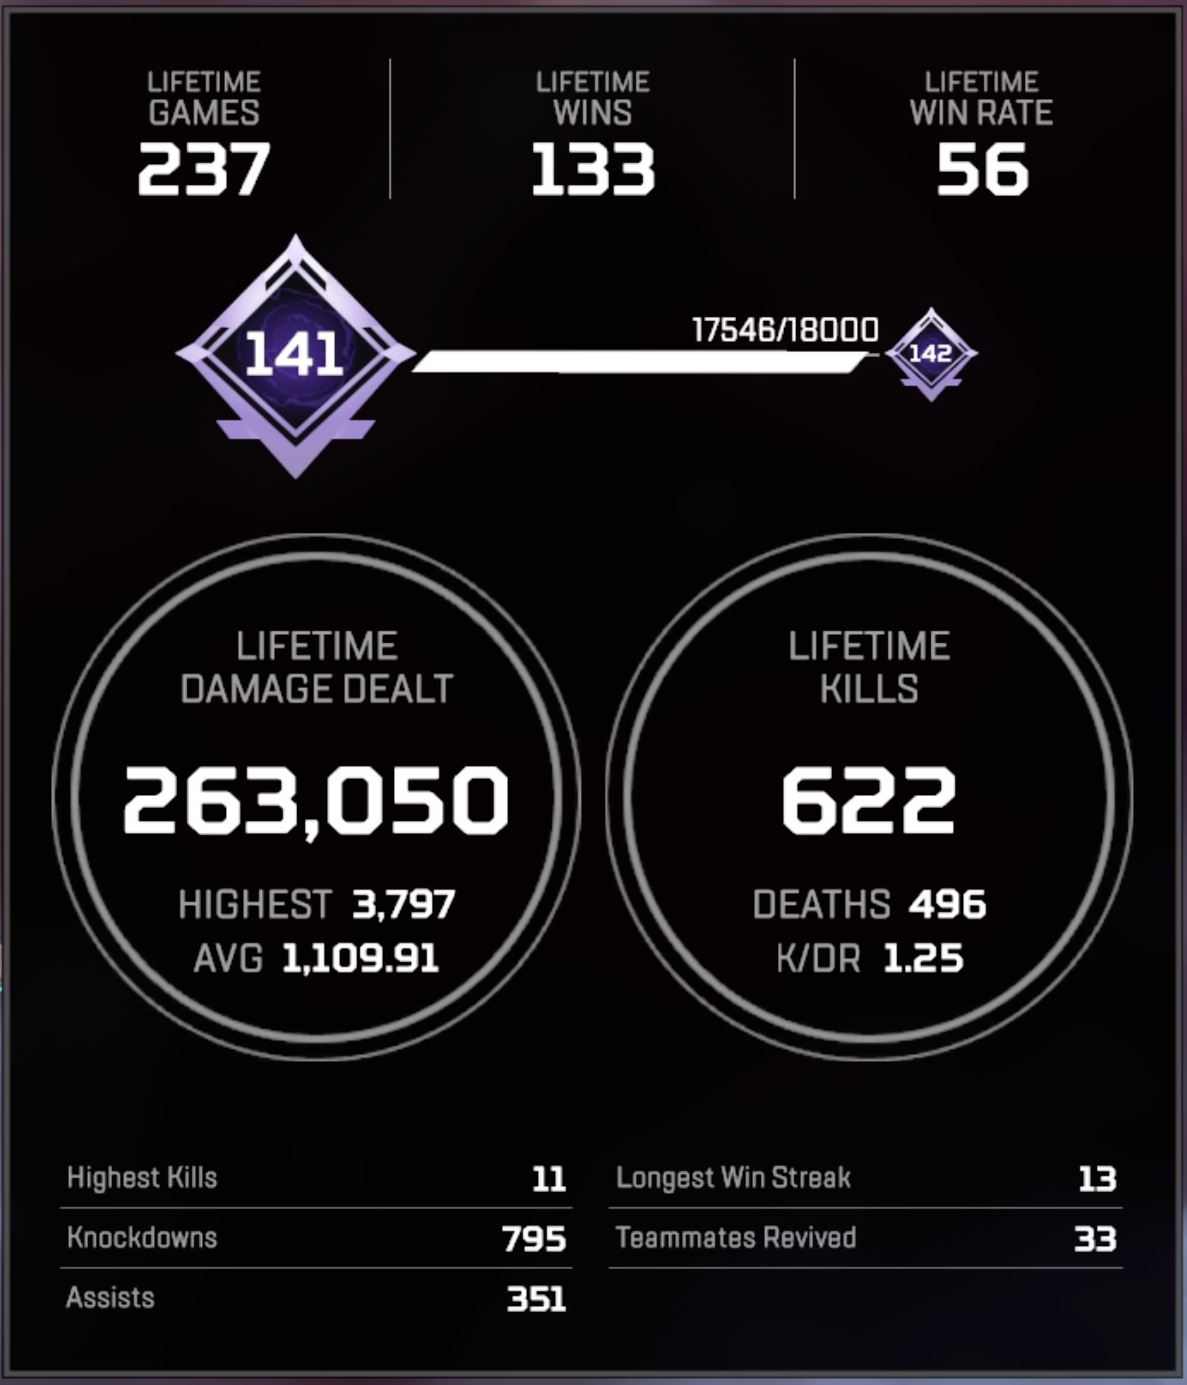 LIFETIME
GAMES
237
LIFETIME
WINS
133
LIFETIME
WIN RATE
56
141
17546/18000
142
LIFETIME
DAMAGE DEALT
263,050
HIGHEST 3,797
AVG 1,109.91
LIFETIME
KILLS
622
DEATHS 496
K/DR 1.25
Highest Kills 11
Knockdowns 795
Assists 351
Longest Win Streak 13
Teammates Revived 33